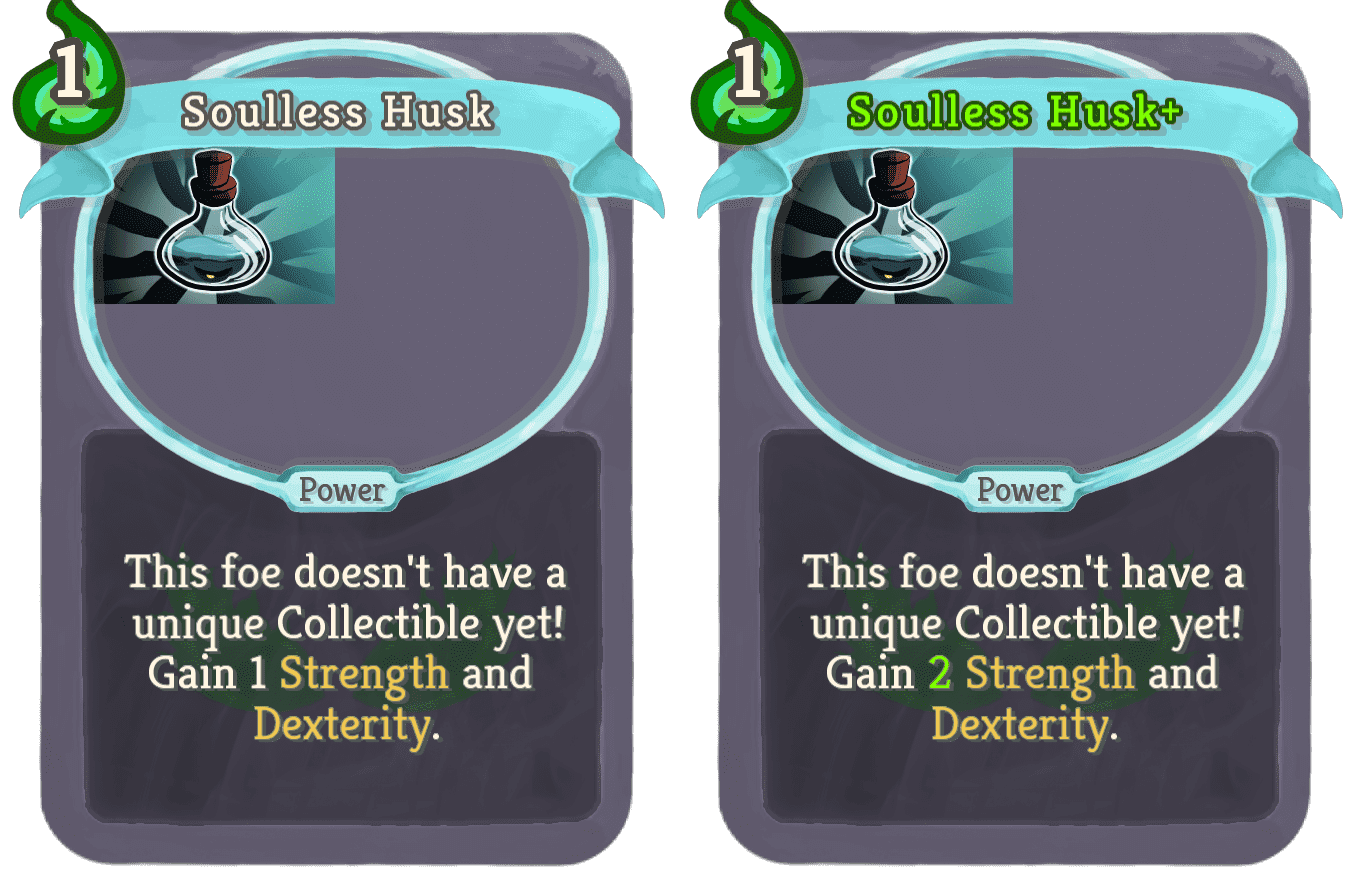 1
Soulless Husk
Power
This foe doesn't have a
unique Collectible yet!
Gain 1 Strength and
Dexterity.
1
Soulless Husk+
Power
This foe doesn't have a
unique Collectible yet!
Gain 2 Strength and
Dexterity.